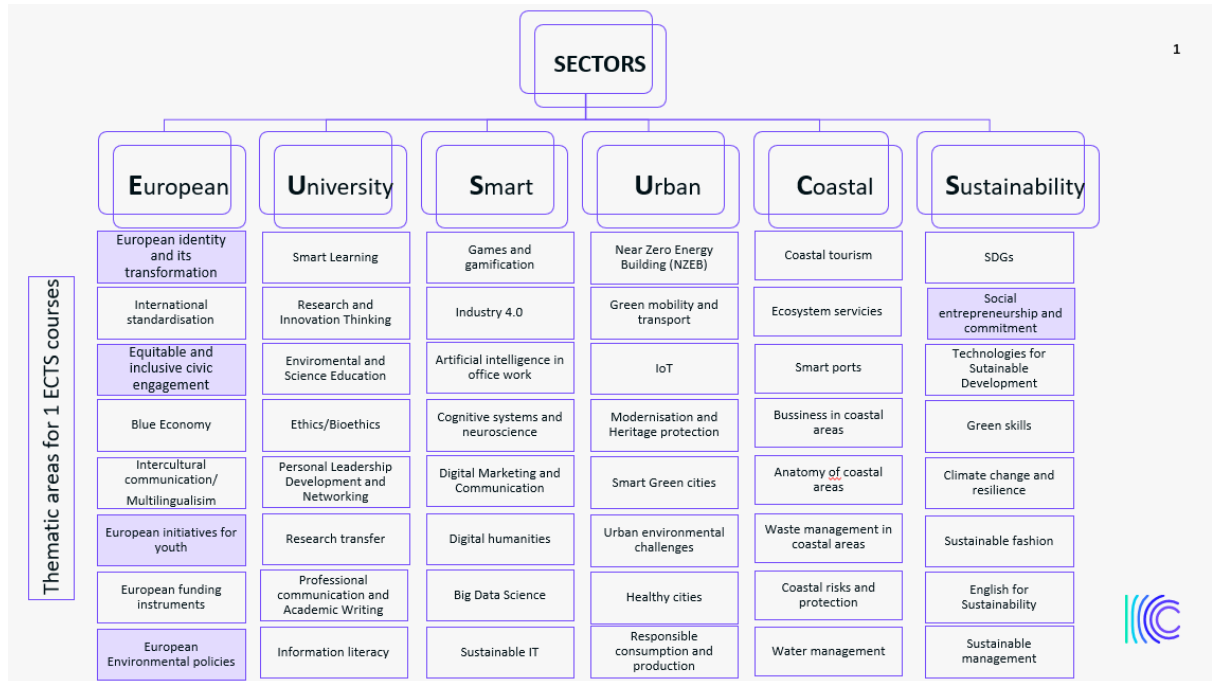 SECTORS
1
European
University
Smart
Urban
Coastal
Sustainability
Thematic areas for 1 ECTS courses
European identity
and its
transformation
International
standardisation
Equitable and
inclusive civic
engagement
Blue Economy
Intercultural
communication/
Multilingualism
European initiatives for
youth
European funding
instruments
European
Environmental policies
Smart Learning
Research and
Innovation Thinking
Enviromental and
Science Education
Ethics/Bioethics
Personal Leadership
Development and
Networking
Research transfer
Professional
communication and
Academic Writing
Information literacy
Games and
gamification
Industry 4.0
Artificial intelligence in
office work
Cognitive systems and
neuroscience
Digital Marketing and
Communication
Digital humanities
Big Data Science
Sustainable IT
Near Zero Energy
Building (NZEB)
Green mobility and
transport
IoT
Modernisation and
Heritage protection
Smart Green cities
Urban environmental
challenges
Healthy cities
Responsible
consumption and
production
Coastal tourism
Ecosystem servicies
Smart ports
Bussiness in coastal
areas
Anatomy of coastal
areas
Waste management in
coastal areas
Coastal risks and
protection
Water management
SDGs
Social
entrepreneurship and
commitment
Technologies for
Sutainable
Development
Green skills
Climate change and
resilience
Sustainable fashion
English for
Sustainability
Sustainable
management